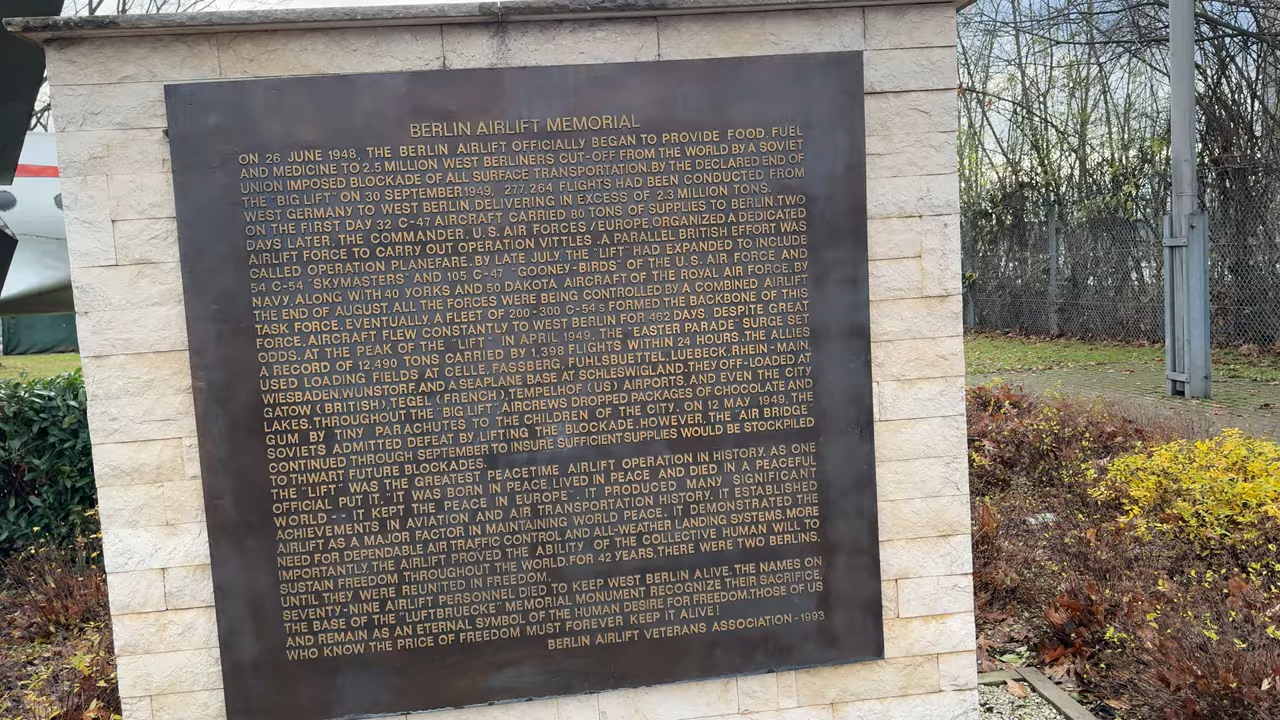 BERLIN AIRLIFT MEMORIAL
ON 26 JUNE 1948, THE BERLIN AIRLIFT OFFICIALLY BEGAN TO PROVIDE FOOD, FUEL
AND MEDICINE TO 2.5 MILLION WEST BERLINERS CUT-OFF FROM THE WORLD BY A SOVIET
UNION IMPOSED BLOCKADE OF ALL SURFACE TRANSPORTATION. BY THE DECLARED END OF
THE "BIG LIFT" ON 30 SEPTEMBER 1949, 277,264 FLIGHTS HAD BEEN CONDUCTED FROM
WEST GERMANY TO WEST BERLIN, DELIVERING IN EXCESS OF 2.3 MILLION TONS.
ON THE FIRST DAY 32 C-47 AIRCRAFT CARRIED 80 TONS OF SUPPLIES TO BERLIN. TWO
DAYS LATER, THE COMMANDER, U.S. AIR FORCES/EUROPE, ORGANIZED A DEDICATED
AIRLIFT FORCE TO CARRY OUT OPERATION VITTLES. A PARALLEL BRITISH EFFORT WAS
CALLED OPERATION PLANEFARE. BY LATE JULY, THE "LIFT" HAD EXPANDED TO INCLUDE
54 C-54 "SKYMASTERS" AND 105 C-47 "GOONEY-BIRDS" OF THE U.S. AIR FORCE AND
NAVY, ALONG WITH 40 YORKS AND 50 DAKOTA AIRCRAFT OF THE ROYAL AIR FORCE. BY
THE END OF AUGUST, ALL THE FORCES WERE BEING CONTROLLED BY A COMBINED AIRLIFT
TASK FORCE. EVENTUALLY, A FLEET OF 200-300 C-54s FORMED THE BACKBONE OF THIS
FORCE. AIRCRAFT FLEW CONSTANTLY TO WEST BERLIN FOR 462 DAYS, DESPITE GREAT
ODDS. AT THE PEAK OF THE "LIFT" IN APRIL 1949, THE "EASTER PARADE" SURGE SET
A RECORD OF 12,490 TONS CARRIED BY 1,398 FLIGHTS WITHIN 24 HOURS. THE ALLIES
USED LOADING FIELDS AT CELLE, FASSBERG, FUHLSBUETTEL, LUEBECK, RHEIN-MAIN,
WIESBADEN, WUNSTORF, AND A SEAPLANE BASE AT SCHLESWIGLAND. THEY OFF-LOADED AT
GATOW (BRITISH), TEGEL (FRENCH), TEMPELHOF (US) AIRPORTS, AND EVEN THE CITY
LAKES. THROUGHOUT THE "BIG LIFT", AIRCREWS DROPPED PACKAGES OF CHOCOLATE AND
GUM BY TINY PARACHUTES TO THE CHILDREN OF THE CITY. ON 12 MAY 1949, THE
SOVIETS ADMITTED DEFEAT BY LIFTING THE BLOCKADE. HOWEVER, THE "AIR BRIDGE"
CONTINUED THROUGH SEPTEMBER TO INSURE SUFFICIENT SUPPLIES WOULD BE STOCKPILED
TO THWART FUTURE BLOCKADES.
THE "LIFT" WAS THE GREATEST PEACETIME AIRLIFT OPERATION IN HISTORY. AS ONE
OFFICIAL PUT IT, "IT WAS BORN IN PEACE, LIVED IN PEACE AND DIED IN A PEACEFUL
WORLD -- IT KEPT THE PEACE IN EUROPE". IT PRODUCED MANY SIGNIFICANT
ACHIEVEMENTS IN AVIATION AND AIR TRANSPORTATION HISTORY. IT ESTABLISHED
AIRLIFT AS A MAJOR FACTOR IN MAINTAINING WORLD PEACE. IT DEMONSTRATED THE
NEED FOR DEPENDABLE AIR TRAFFIC CONTROL AND ALL-WEATHER LANDING SYSTEMS. MORE
IMPORTANTLY, THE AIRLIFT PROVED THE ABILITY OF THE COLLECTIVE HUMAN WILL TO
SUSTAIN FREEDOM THROUGHOUT THE WORLD. FOR 42 YEARS, THERE WERE TWO BERLINS,
UNTIL THEY WERE REUNITED IN FREEDOM.
SEVENTY-NINE AIRLIFT PERSONNEL DIED TO KEEP WEST BERLIN ALIVE. THE NAMES ON
THE BASE OF THE "LUFTBRUECKE" MEMORIAL MONUMENT RECOGNIZE THEIR SACRIFICE,
AND REMAIN AS AN ETERNAL SYMBOL OF THE HUMAN DESIRE FOR FREEDOM. THOSE OF US
WHO KNOW THE PRICE OF FREEDOM MUST FOREVER KEEP IT ALIVE!
BERLIN AIRLIFT VETERANS ASSOCIATION - 1993